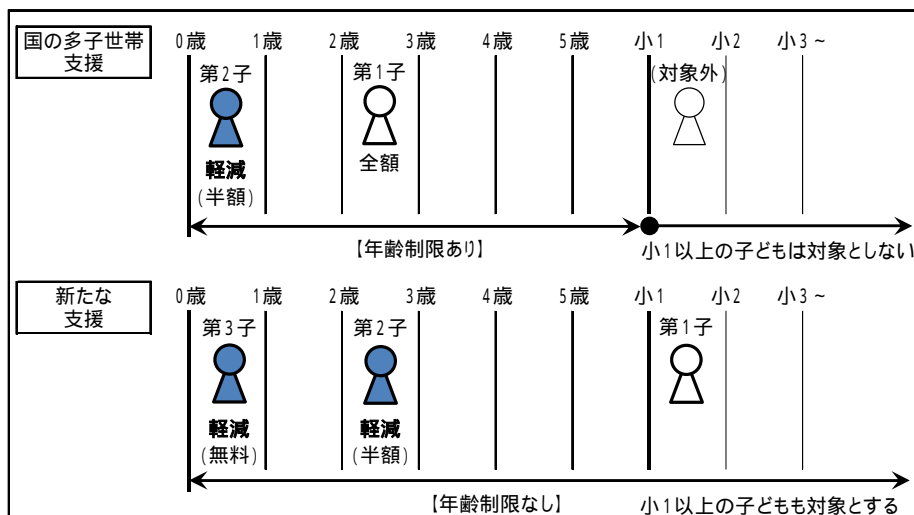 国の多子世帯
支援
0歳 1歳 2歳 3歳 4歳 5歳 小1 小2 小3~
第2子 第1子 (対象外)
軽減 全額
(半額)
【年齢制限あり】 小1以上の子どもは対象としない
新たな
支援
0歳 1歳 2歳 3歳 4歳 5歳 小1 小2 小3~
第3子 第2子 第1子
軽減 軽減
(無料) (半額)
【年齢制限なし】 小1以上の子どもも対象とする